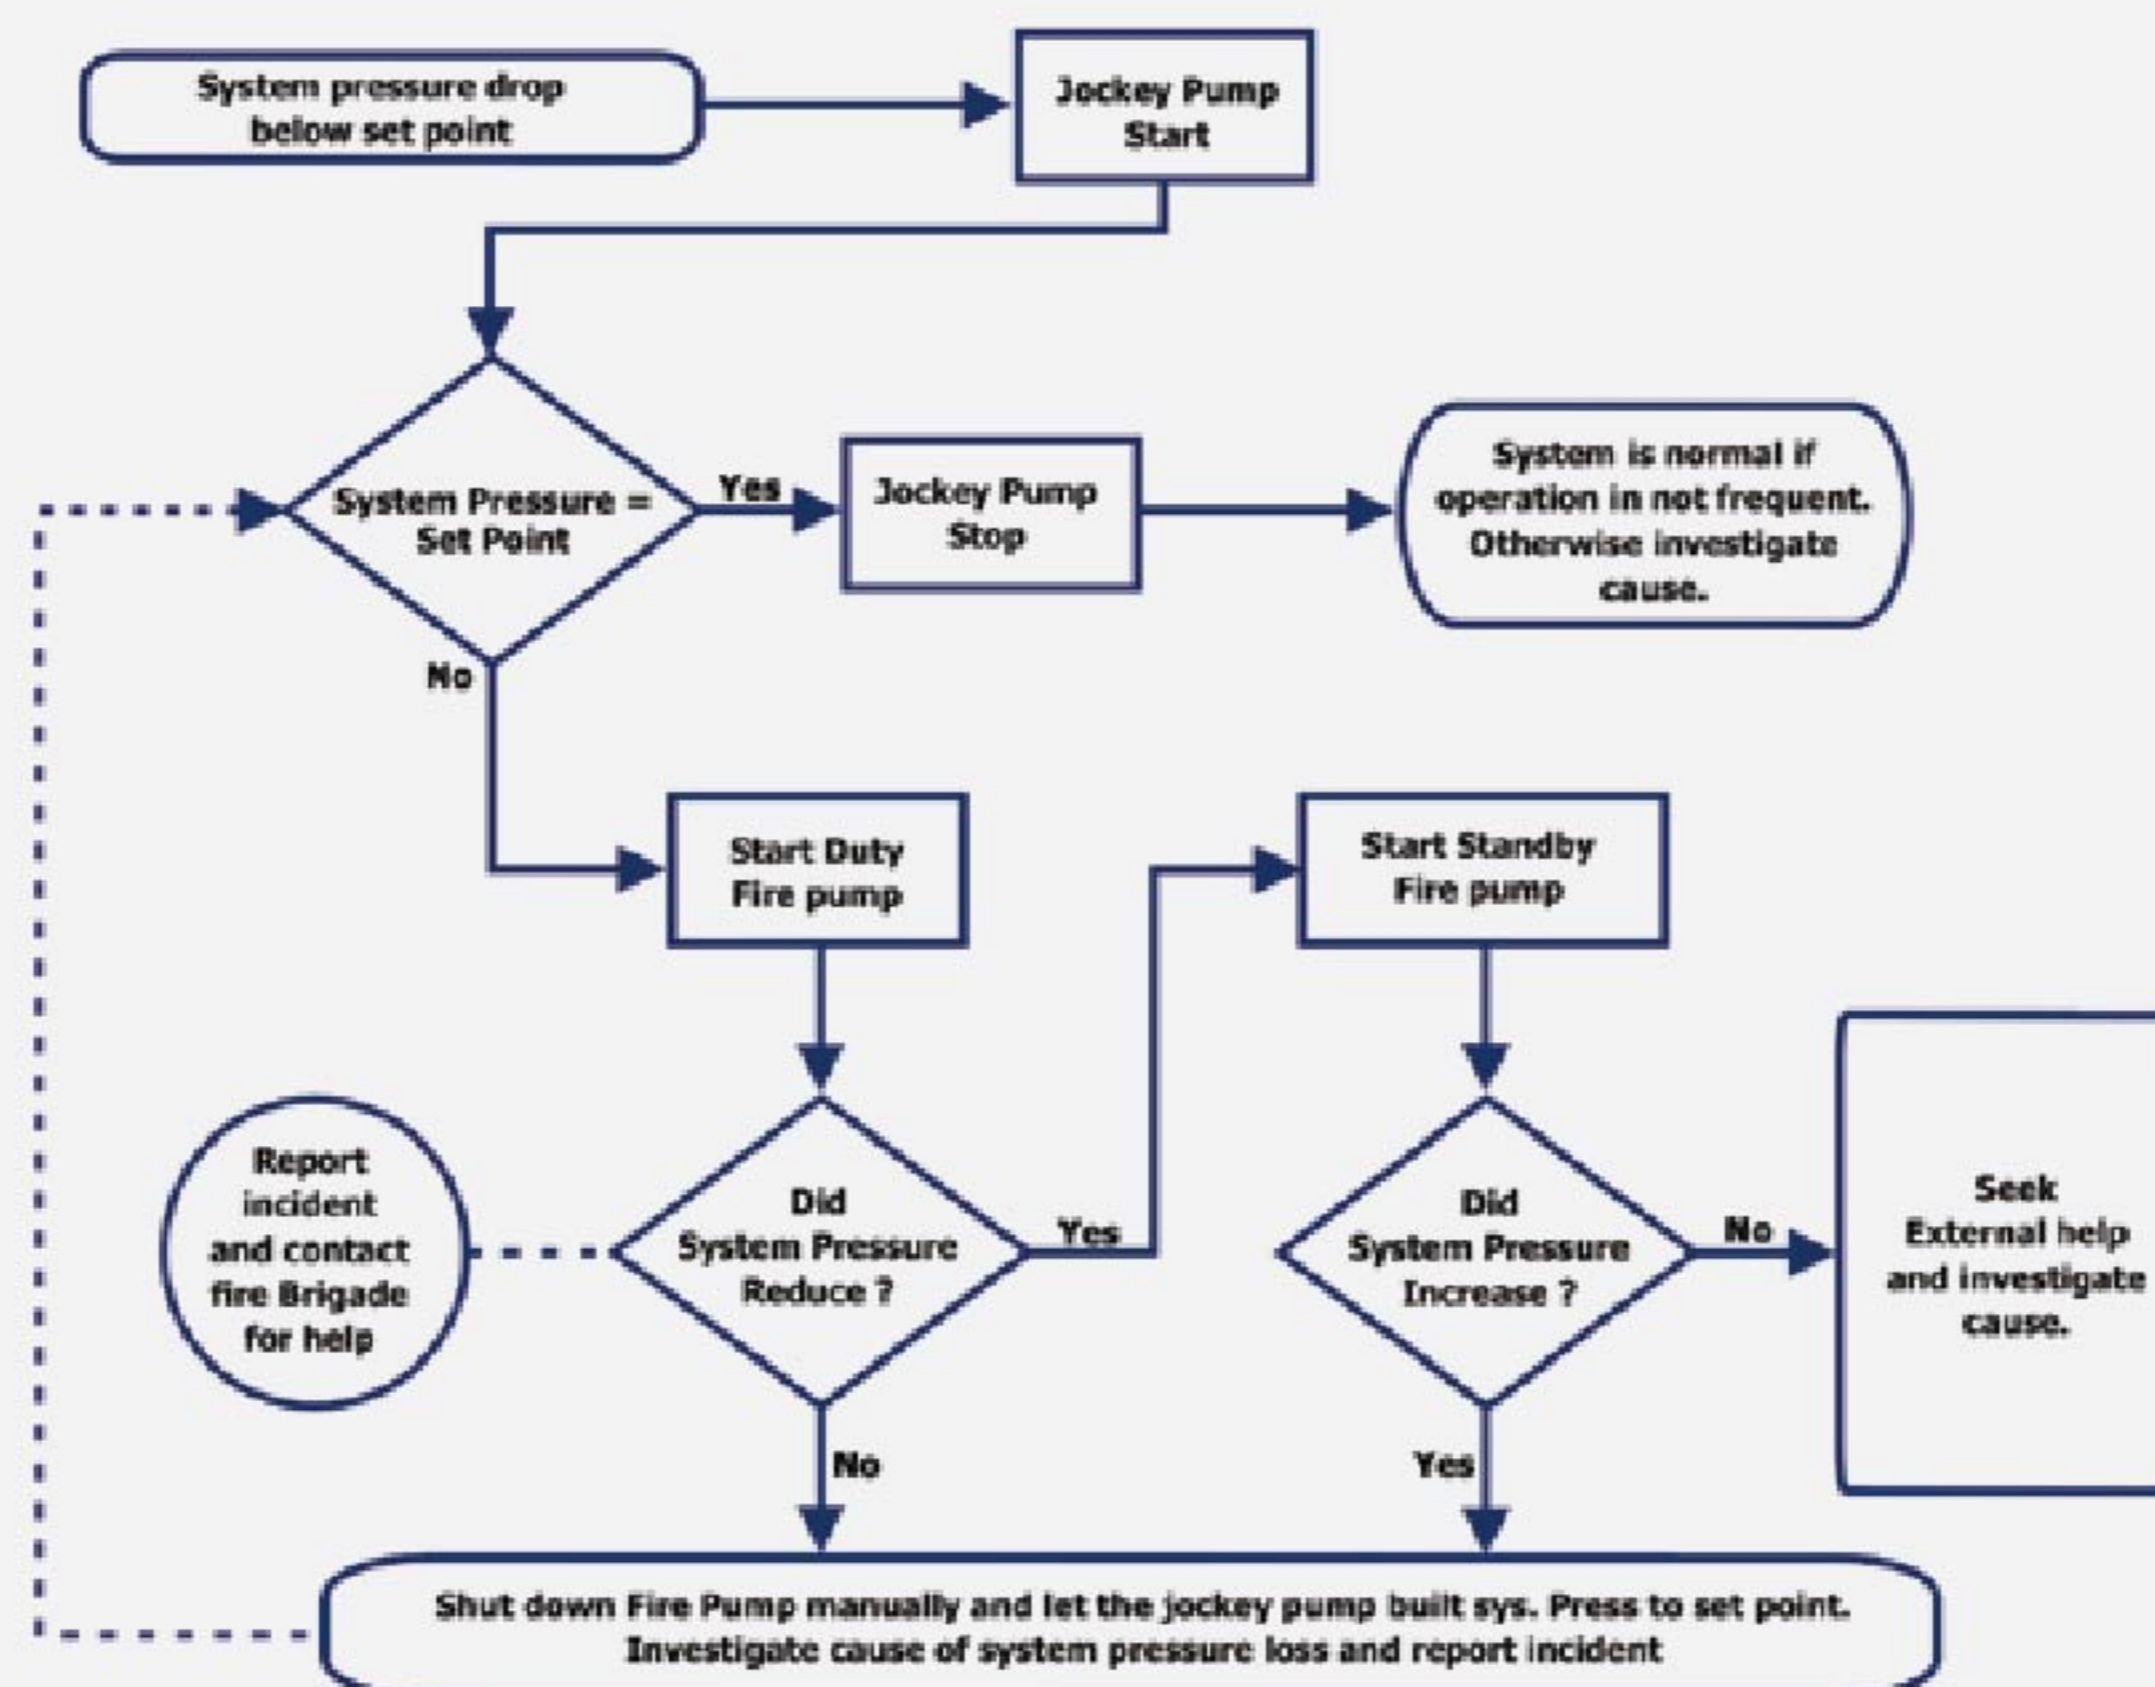 System pressure drop
below set point
Jockey Pump
Start
System Pressure =
Set Point
Yes
Jockey Pump
Stop
System is normal if
operation in not frequent.
Otherwise investigate
cause.
No
Start Duty
Fire pump
Start Standby
Fire pump
Report
incident
and contact
fire Brigade
for help
Did
System Pressure
Reduce ?
Yes
Did
System Pressure
Increase ?
No
Seek
External help
and investigate
cause.
No
Yes
Shut down Fire Pump manually and let the jockey pump built sys. Press to set point.
Investigate cause of system pressure loss and report incident